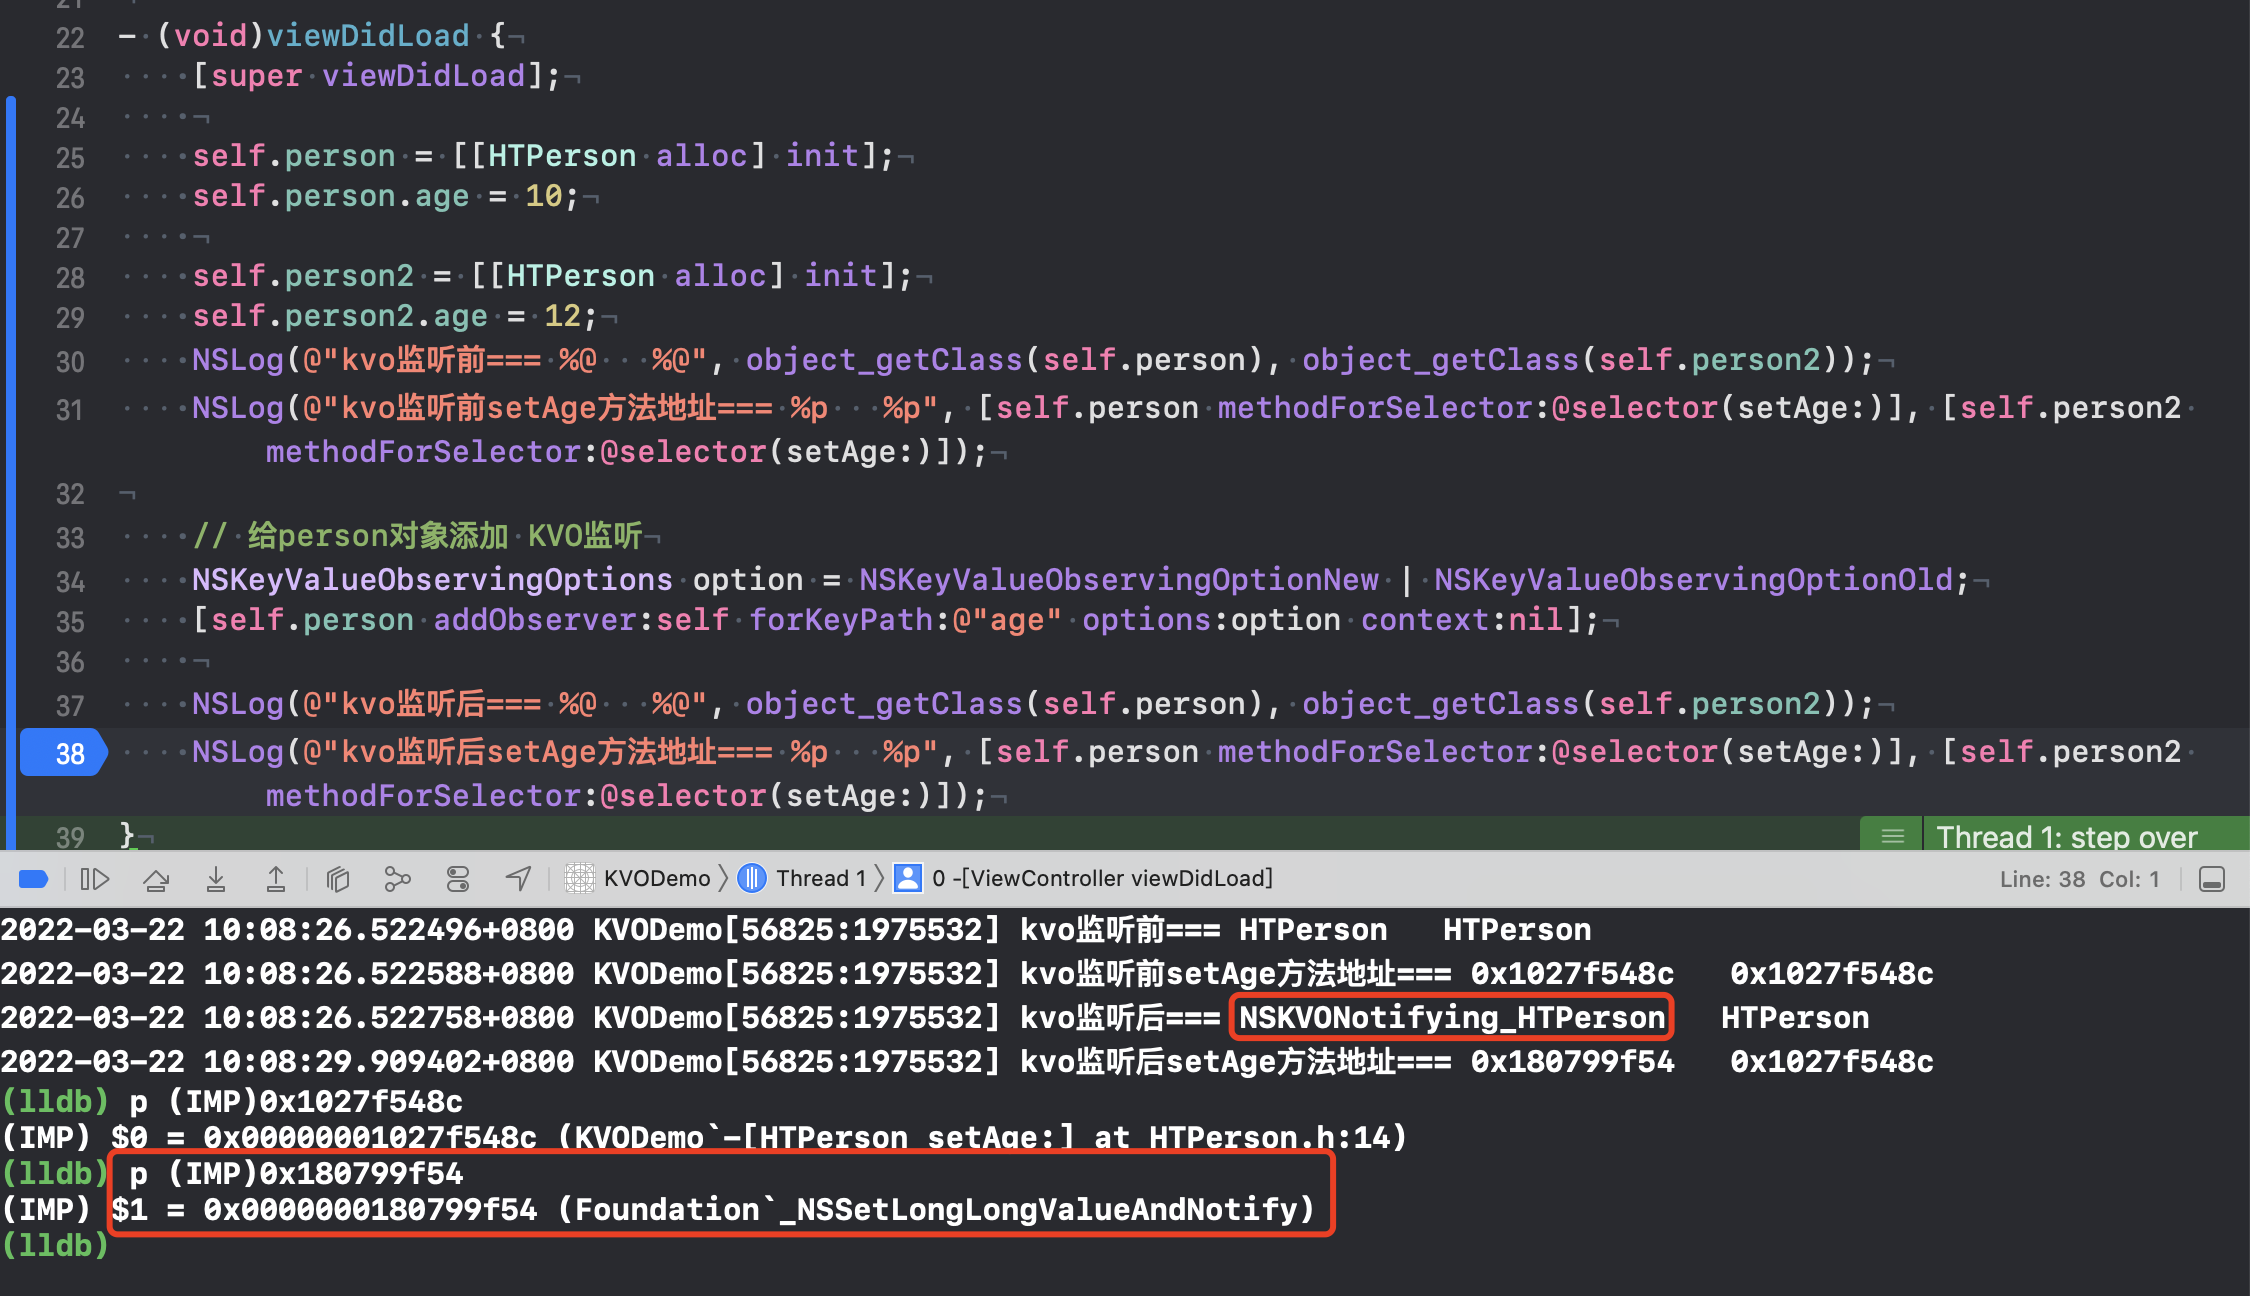 21
22 - (void)viewDidLoad {
23 [super viewDidLoad];
24
25 self.person = [[HTPerson alloc] init];
26 self.person.age = 10;
27
28 self.person2 = [[HTPerson alloc] init];
29 self.person2.age = 12;
30 NSLog(@"kvo监听前=== %@   %@", object_getClass(self.person), object_getClass(self.person2));
31 NSLog(@"kvo监听前setAge方法地址=== %p   %p", [self.person methodForSelector:@selector(setAge:)], [self.person2
methodForSelector:@selector(setAge:)]);
32
33 // 给person对象添加 KVO监听
34 NSKeyValueObservingOptions option = NSKeyValueObservingOptionNew | NSKeyValueObservingOptionOld;
35 [self.person addObserver:self forKeyPath:@"age" options:option context:nil];
36
37 NSLog(@"kvo监听后=== %@   %@", object_getClass(self.person), object_getClass(self.person2));
38 NSLog(@"kvo监听后setAge方法地址=== %p   %p", [self.person methodForSelector:@selector(setAge:)], [self.person2
methodForSelector:@selector(setAge:)]);
39 }
Thread 1: step over
KVODemo Thread 1 0 -[ViewController viewDidLoad] Line: 38 Col: 1
2022-03-22 10:08:26.522496+0800 KVODemo[56825:1975532] kvo监听前=== HTPerson   HTPerson
2022-03-22 10:08:26.522588+0800 KVODemo[56825:1975532] kvo监听前setAge方法地址=== 0x1027f548c   0x1027f548c
2022-03-22 10:08:26.522758+0800 KVODemo[56825:1975532] kvo监听后=== NSKVONotifying_HTPerson   HTPerson
2022-03-22 10:08:29.909402+0800 KVODemo[56825:1975532] kvo监听后setAge方法地址=== 0x180799f54   0x1027f548c
(lldb) p (IMP)0x1027f548c
(IMP) $0 = 0x00000001027f548c (KVODemo`-[HTPerson setAge:] at HTPerson.h:14)
(lldb) p (IMP)0x180799f54
(IMP) $1 = 0x0000000180799f54 (Foundation`_NSSetLongLongValueAndNotify)
(lldb)